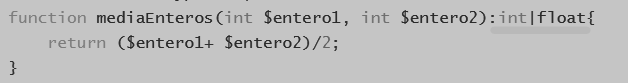 function mediaEnteros(int $entero1, int $entero2):int|float{
return ($entero1+ $entero2)/2;
}